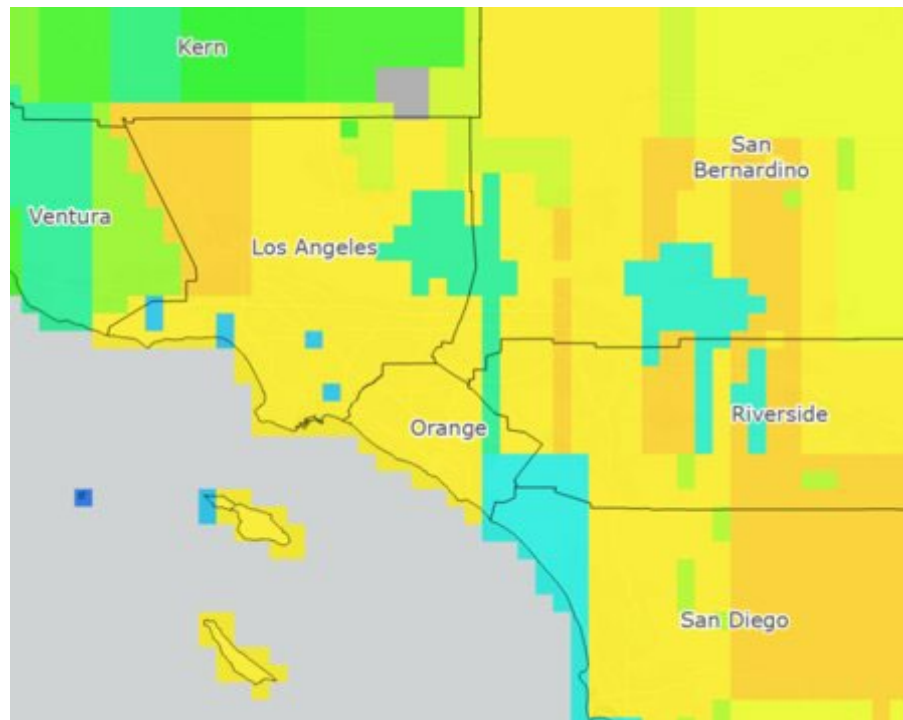 Kern
San
Bernardino
Ventura
Los Angeles
Orange
Riverside
San Diego